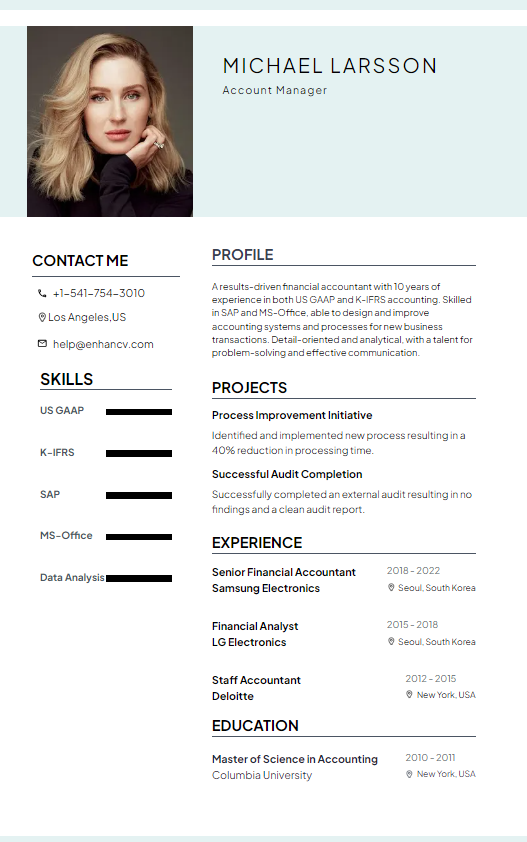 MICHAEL LARSSON
Account Manager
CONTACT ME
+1-541-754-3010
Los Angeles,US
help@enhancv.com
SKILLS
US GAAP
K-IFRS
SAP
MS-Office
Data Analysis
PROFILE
A results-driven financial accountant with 10 years of
experience in both US GAAP and K-IFRS accounting. Skilled
in SAP and MS-Office, able to design and improve
accounting systems and processes for new business
transactions. Detail-oriented and analytical, with a talent for
problem-solving and effective communication.
PROJECTS
Process Improvement Initiative
Identified and implemented new process resulting in a
40% reduction in processing time.
Successful Audit Completion
Successfully completed an external audit resulting in no
findings and a clean audit report.
EXPERIENCE
Senior Financial Accountant 2018 - 2022
Samsung Electronics Seoul, South Korea
Financial Analyst 2015 - 2018
LG Electronics Seoul, South Korea
Staff Accountant 2012 - 2015
Deloitte New York, USA
EDUCATION
Master of Science in Accounting 2010 - 2011
Columbia University New York, USA